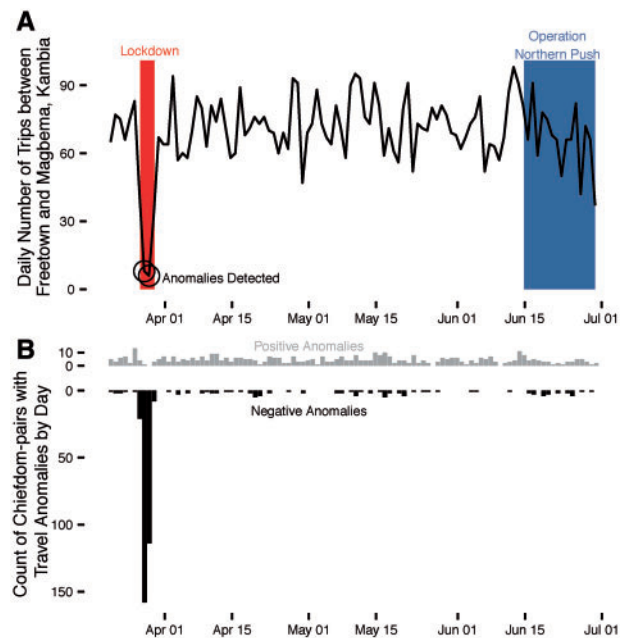 A
Lockdown
Operation
Northern Push
Daily Number of Trips between
Freetown and Magbema, Kambia
90
60
30
0
Anomalies Detected
Apr 01 Apr 15 May 01 May 15 Jun 01 Jun 15 Jul 01
B
Count of Chiefdom-pairs with
Travel Anomalies by Day
10
0
Positive Anomalies
0
Negative Anomalies
50
100
150
Apr 01 Apr 15 May 01 May 15 Jun 01 Jun 15 Jul 01